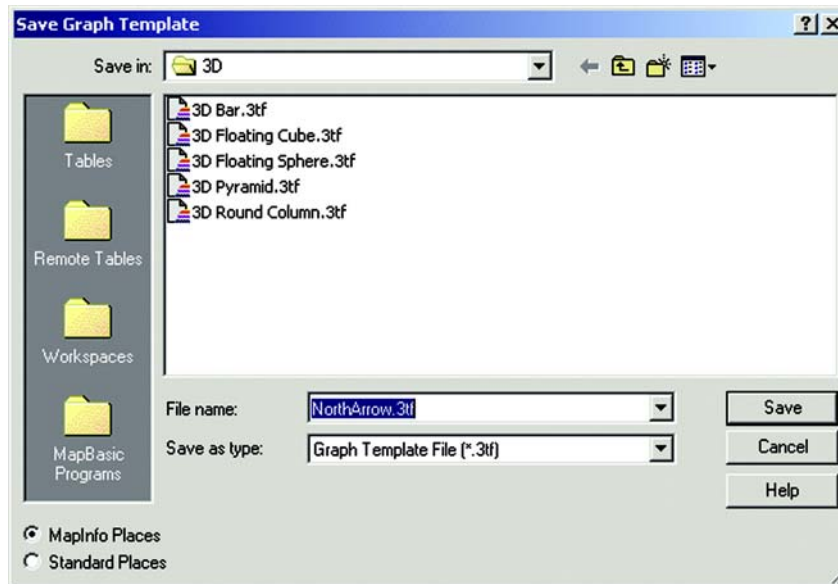 Save Graph Template
Save in: 3D
Tables
Remote Tables
Workspaces
MapBasic
Programs
3D Bar.3tf
3D Floating Cube.3tf
3D Floating Sphere.3tf
3D Pyramid.3tf
3D Round Column.3tf
File name: NorthArrow.3tf
Save
Save as type: Graph Template File (*.3tf)
Cancel
Help
MapInfo Places
Standard Places